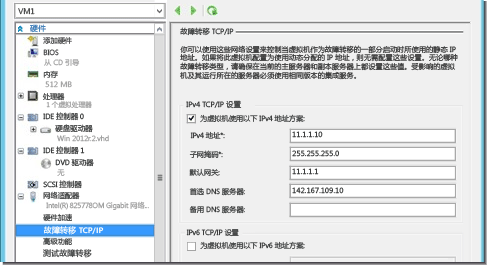 VM1
硬件
添加硬件
BIOS
从 CD 引导
内存
512 MB
处理器
1 个虚拟处理器
IDE 控制器 0
硬盘驱动器
Win 2012r2.vhd
IDE 控制器 1
DVD 驱动器
无
SCSI 控制器
网络适配器
Intel(R) 82577BOM Gigabit 网络...
硬件加速
故障转移 TCP/IP
高级功能
测试故障转移
故障转移 TCP/IP
你可以使用这些网络设置来控制当虚拟机作为故障转移的一部分启动时所使用的静态 IP
地址。如果将此虚拟机配置为使用动态分配的 IP 地址，则无需配置这些设置。无论哪种
故障转移类型，请确保在当前的主服务器和副本服务器上都设置这些值。受影响的虚拟
机及其运行所在的服务器必须使用相同版本的集成服务。
IPv4 TCP/IP 设置
为虚拟机使用以下 IPv4 地址方案:
IPv4 地址*: 11.1.1.10
子网掩码*: 255.255.255.0
默认网关: 11.1.1.1
首选 DNS 服务器: 142.167.109.10
备用 DNS 服务器:
IPv6 TCP/IP 设置
为虚拟机使用以下 IPv6 地址方案: